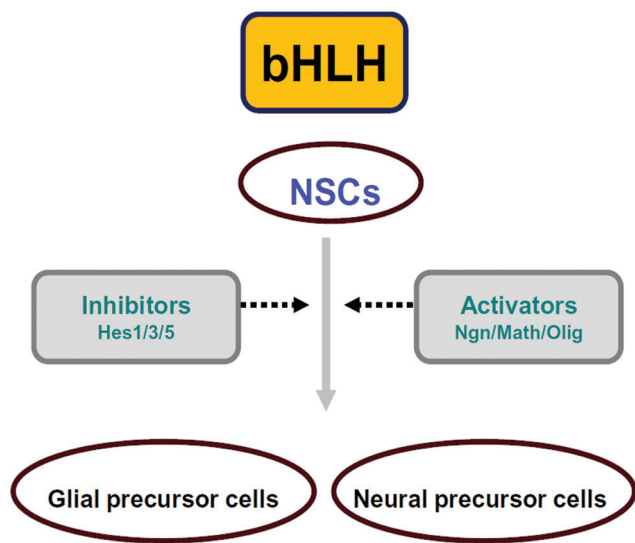 bHLH
NSCs
Inhibitors
Hes1/3/5
Activators
Ngn/Math/Olig
Glial precursor cells
Neural precursor cells